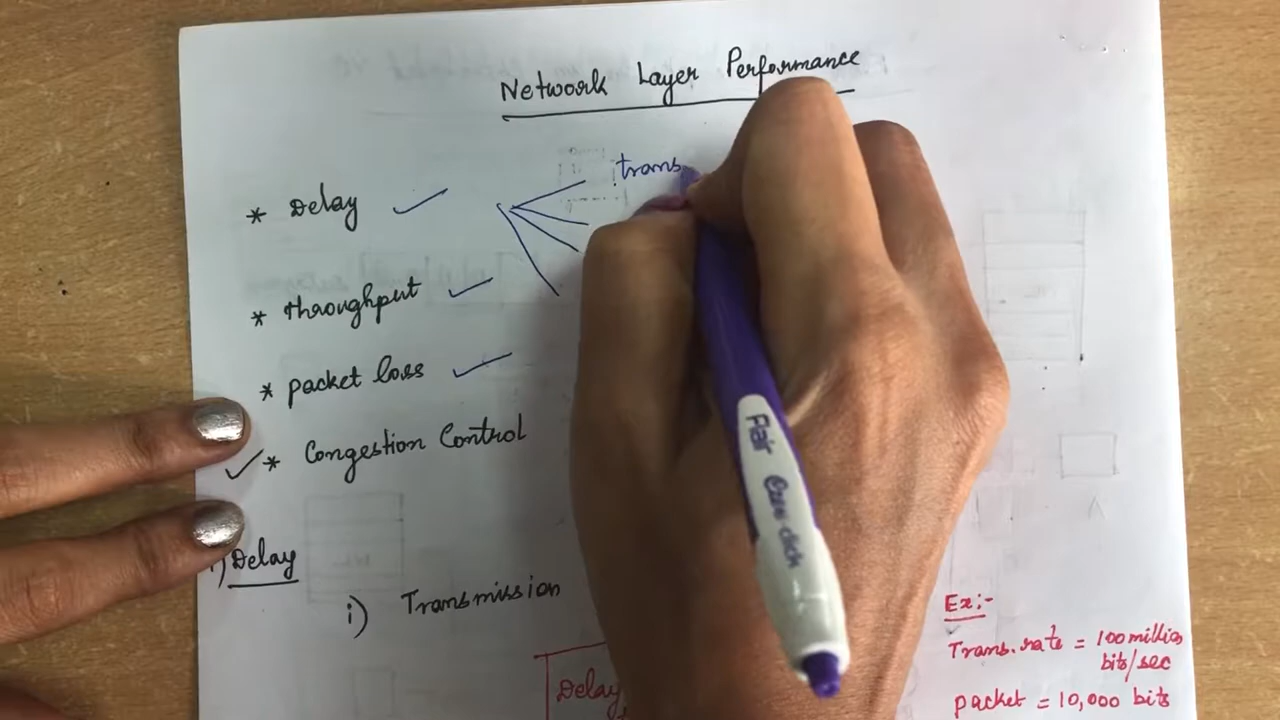 Network Layer Performance
trans
* Delay
* throughput
* packet loss
* Congestion Control
Delay
i) Transmission
Delay
Ex:-
Trans. rate = 100 million
bits/sec
packet = 10,000 bits
Flair